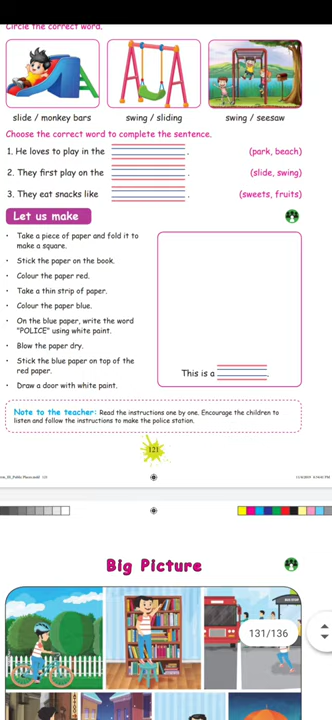 Circle the correct word.
slide / monkey bars
swing / sliding
swing / seesaw
Choose the correct word to complete the sentence.
1. He loves to play in the . (park, beach)
2. They first play on the . (slide, swing)
3. They eat snacks like . (sweets, fruits)
Let us make
• Take a piece of paper and fold it to
make a square.
• Stick the paper on the book.
• Colour the paper red.
• Take a thin strip of paper.
• Colour the paper blue.
• On the blue paper, write the word
"POLICE" using white paint.
• Blow the paper dry.
• Stick the blue paper on top of the
red paper.
• Draw a door with white paint.
This is a .
Note to the teacher: Read the instructions one by one. Encourage the children to
listen and follow the instructions to make the police station.
121
Big Picture
131/136